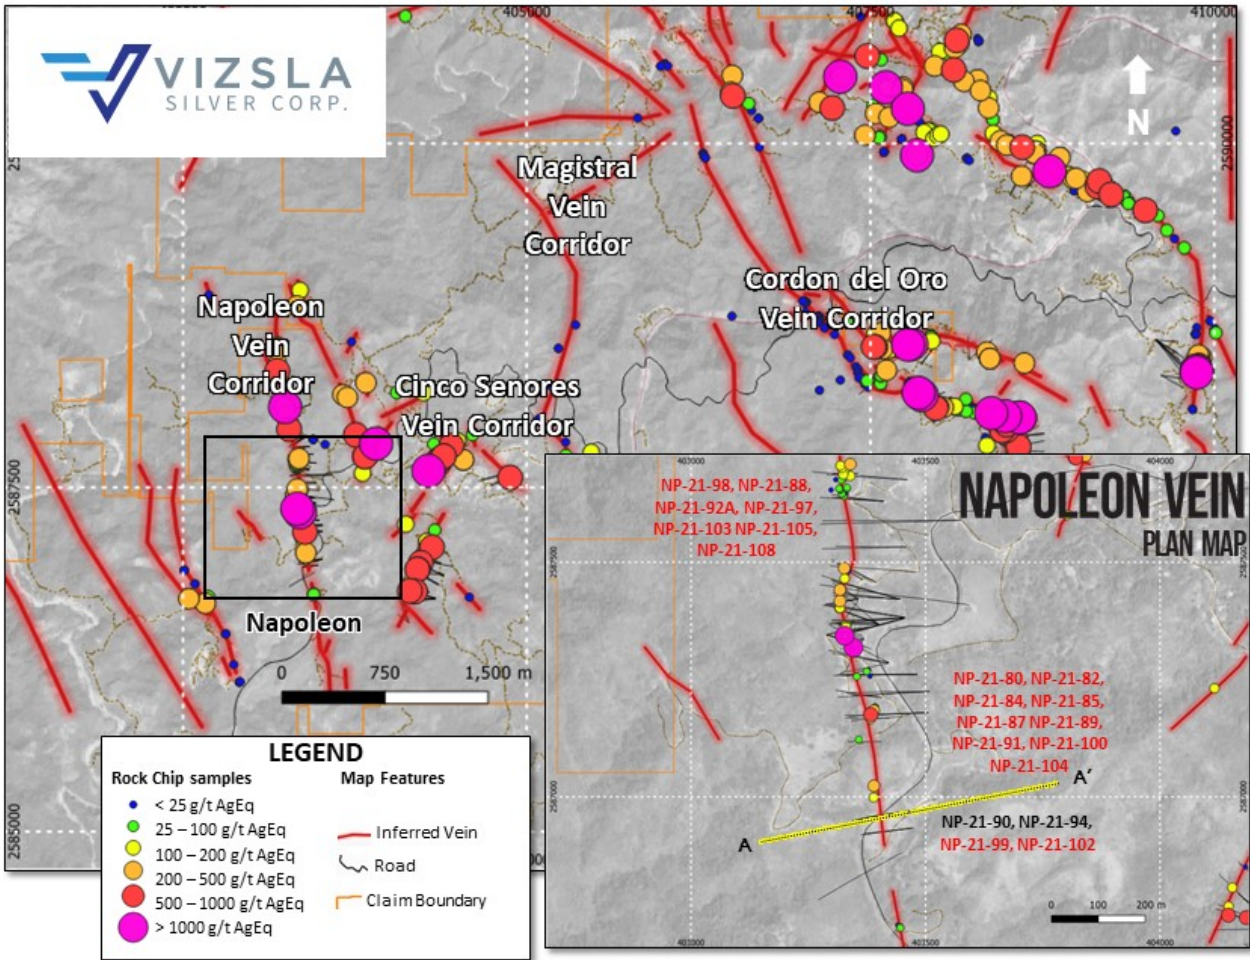 405000
407500
410000
VIZSLA
SILVER CORP.
N
2590000
Magistral
Vein
Corridor
Cordon del Oro
Vein Corridor
Napoleon
Vein
Corridor
Cinco Senores
Vein Corridor
2587500
Napoleon
0 750 1,500 m
2585000
LEGEND
Rock Chip samples
< 25 g/t AgEq
25 – 100 g/t AgEq
100 – 200 g/t AgEq
200 – 500 g/t AgEq
500 – 1000 g/t AgEq
> 1000 g/t AgEq
Map Features
Inferred Vein
Road
Claim Boundary
403000
403500
404000
NAPOLEON VEIN
PLAN MAP
NP-21-98, NP-21-88,
NP-21-92A, NP-21-97,
NP-21-103 NP-21-105,
NP-21-108
2587500
2587500
NP-21-80, NP-21-82,
NP-21-84, NP-21-85,
NP-21-87 NP-21-89,
NP-21-91, NP-21-100
NP-21-104
A'
2587000
2587000
A
NP-21-90, NP-21-94,
NP-21-99, NP-21-102
0 100 200 m
403000
403500
404000